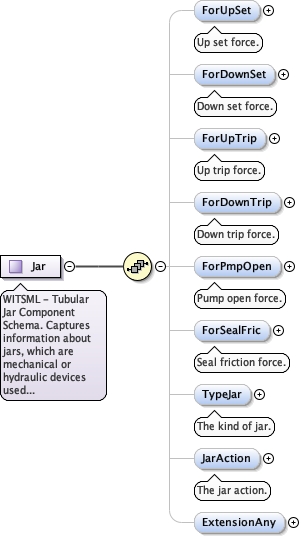 ForUpSet
Up set force.
ForDownSet
Down set force.
ForUpTrip
Up trip force.
ForDownTrip
Down trip force.
Jar
WITSML – Tubular
Jar Component
Schema. Captures
information about
jars, which are
mechanical or
hydraulic devices
used...
ForPmpOpen
Pump open force.
ForSealFric
Seal friction force.
TypeJar
The kind of jar.
JarAction
The jar action.
ExtensionAny